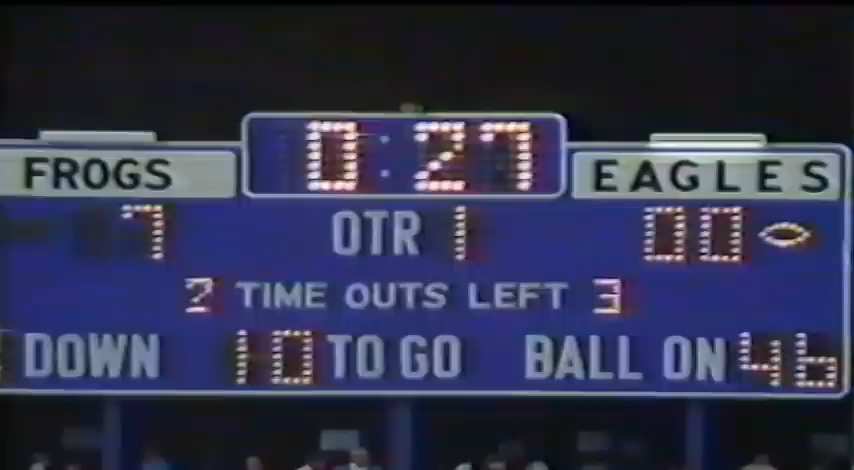 0:27
FROGS EAGLES
7 QTR 1 00
2 TIME OUTS LEFT 3
DOWN 10 TO GO BALL ON 46